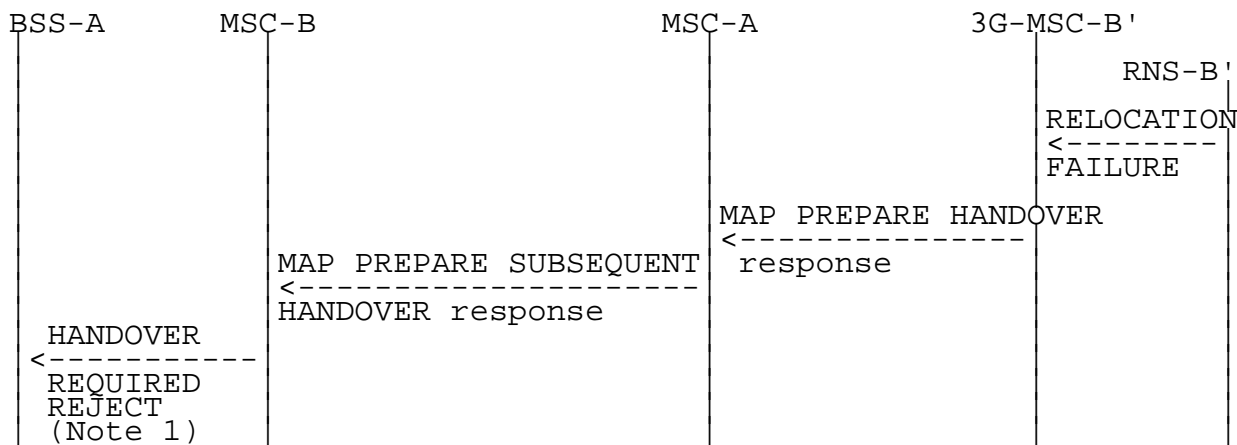 BSS-A MSC-B MSC-A 3G-MSC-B'
RNS-B'
RELOCATION
FAILURE
MAP PREPARE HANDOVER
response
MAP PREPARE SUBSEQUENT
HANDOVER response
HANDOVER
REQUIRED
REJECT
(Note 1)